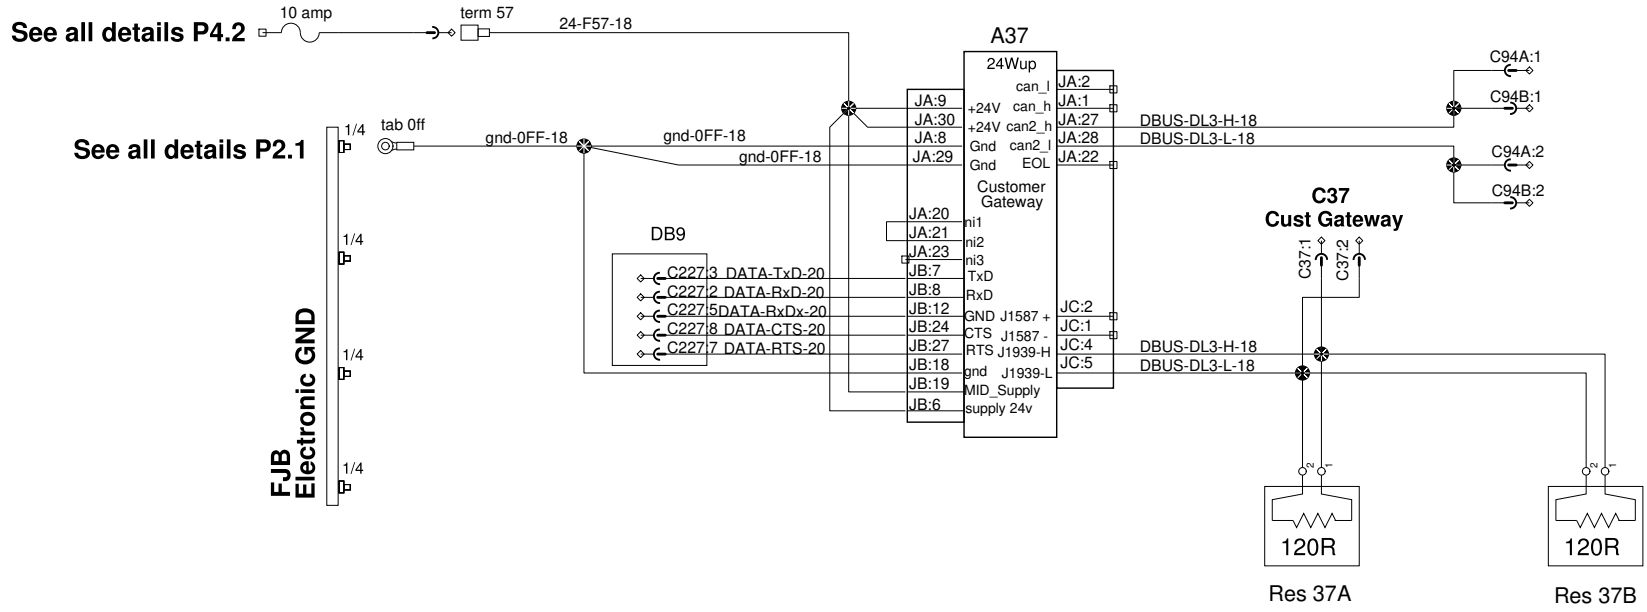 See all details P4.2
10 amp
term 57
24-F57-18
See all details P2.1
FJB
Electronic GND
1/4
1/4
1/4
1/4
tab 0ff
gnd-0FF-18
gnd-0FF-18
gnd-0FF-18
DB9
C227:3 DATA-TxD-20
C227:2 DATA-RxD-20
C227:5 DATA-RxDx-20
C227:8 DATA-CTS-20
C227:7 DATA-RTS-20
A37
24Wup
Customer
Gateway
JA:9 +24V
JA:30 +24V
JA:8 Gnd
JA:29 Gnd
JA:20 ni1
JA:21 ni2
JA:23 ni3
JB:7 TxD
JB:8 RxD
JB:12 GND
JB:24 CTS
JB:27 RTS
JB:18 gnd
JB:19 MID_Supply
JB:6 supply 24v
can_l JA:2
can_h JA:1
can2_h JA:27 DBUS-DL3-H-18
can2_l JA:28 DBUS-DL3-L-18
EOL JA:22
J1587 + JC:2
J1587 - JC:1
J1939-H JC:4 DBUS-DL3-H-18
J1939-L JC:5 DBUS-DL3-L-18
C94A:1
C94B:1
C94A:2
C94B:2
C37
Cust Gateway
C37:1
C37:2
2
1
120R
Res 37A
2
1
120R
Res 37B